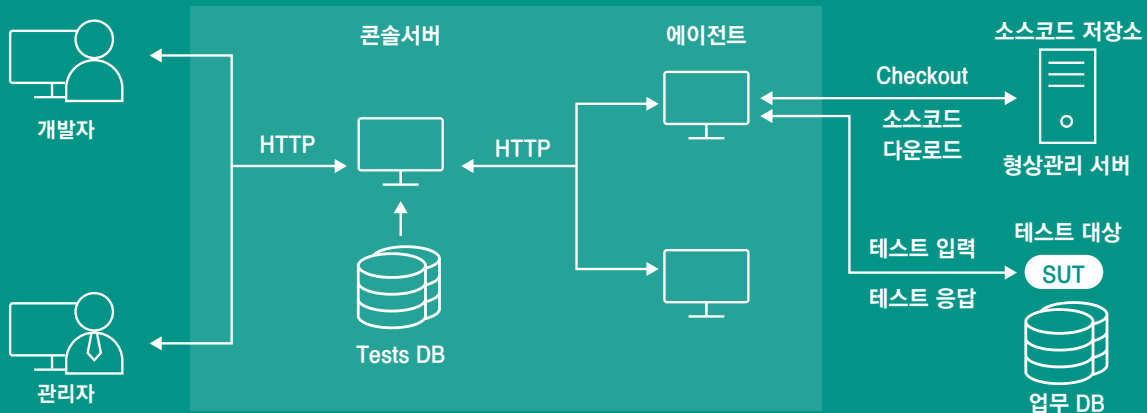 콘솔서버
에이전트
소스코드 저장소
개발자
HTTP
HTTP
Checkout
소스코드
다운로드
형상관리 서버
테스트 대상
테스트 입력
SUT
테스트 응답
Tests DB
관리자
업무 DB